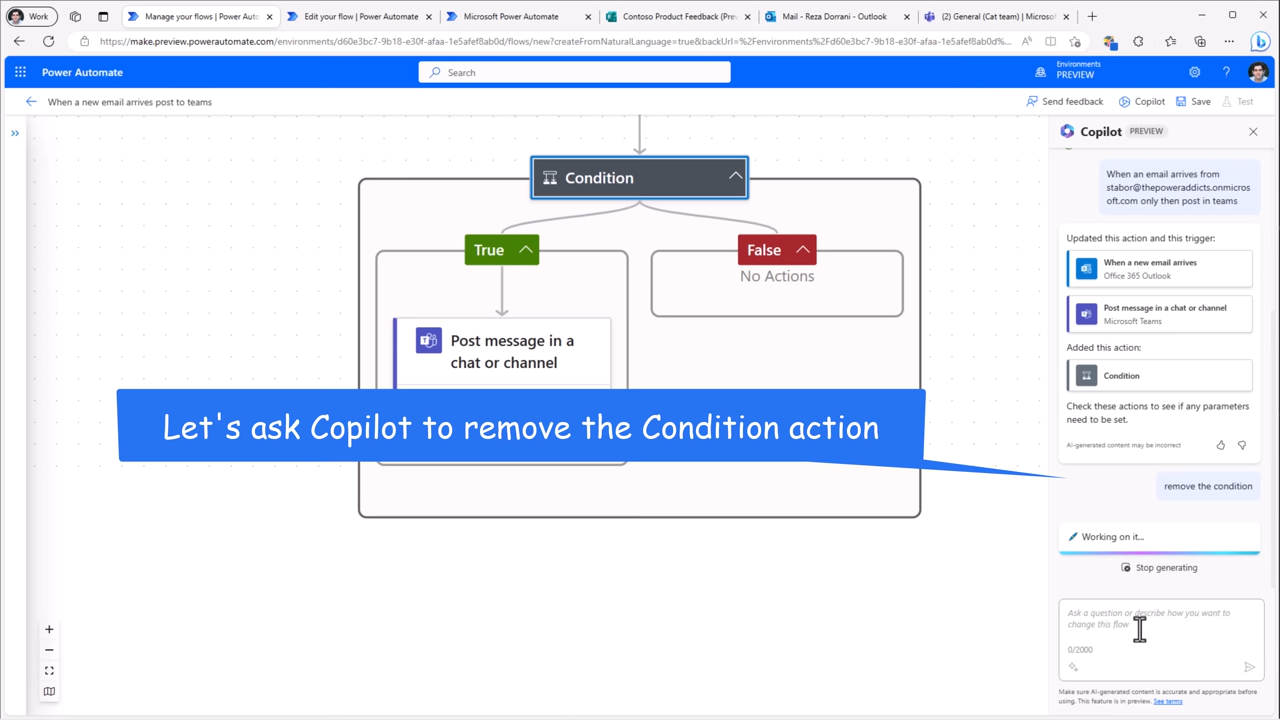 Work
Manage your flows | Power Auto
Edit your flow | Power Automate
Microsoft Power Automate
Contoso Product Feedback (Prev
Mail - Reza Dorrani - Outlook
(2) General (Cat team) | Microso
https://make.preview.powerautomate.com/environments/d60e3bc7-9b18-e30f-afaa-1e5afef8ab0d/flows/new?createFromNaturalLanguage=true&backUrl=%2Fenvironments%2Fd60e3bc7-9b18-e30f-afaa-1e5afef8ab0d%...
Power Automate
Search
Environments
PREVIEW
When a new email arrives post to teams
Send feedback
Copilot
Save
Test
Condition
True
False
No Actions
Post message in a
chat or channel
Let's ask Copilot to remove the Condition action
Copilot PREVIEW
When an email arrives from
stabor@thepoweraddicts.onmicros
oft.com only then post in teams
Updated this action and this trigger:
When a new email arrives
Office 365 Outlook
Post message in a chat or channel
Microsoft Teams
Added this action:
Condition
Check these actions to see if any parameters
need to be set.
AI-generated content may be incorrect
remove the condition
Working on it...
Stop generating
Ask a question or describe how you want to
change this flow
0/2000
Make sure AI-generated content is accurate and appropriate before
using. This feature is in preview. See terms